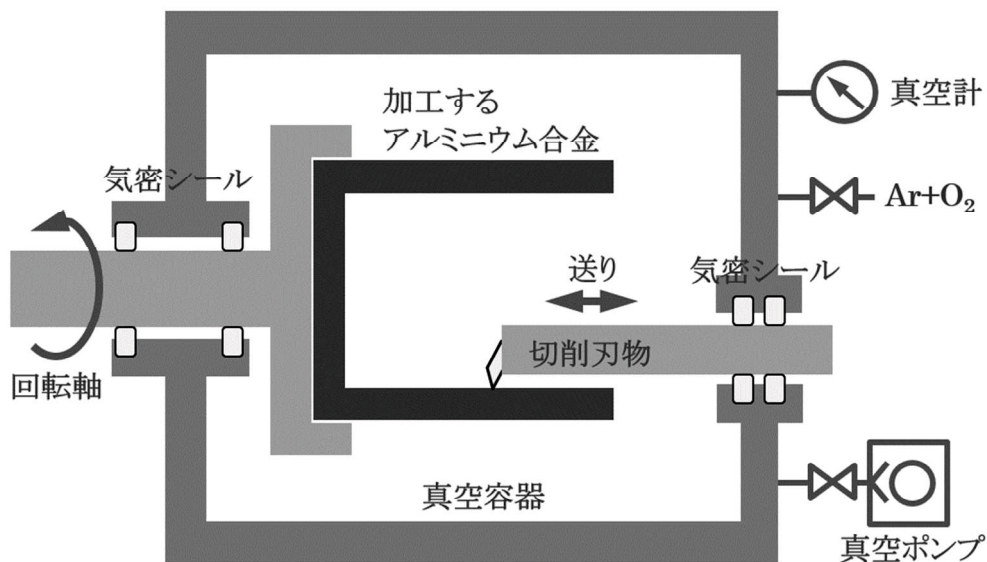 加工する
アルミニウム合金
真空計
気密シール
Ar+O₂
送り
気密シール
切削刃物
回転軸
真空容器
真空ポンプ